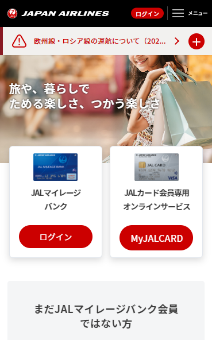 JAPAN AIRLINES
ログイン
メニュー
欧州線・ロシア線の運航について（202...
旅や、暮らしで
ためる楽しさ、つかう楽しさ
JALマイレージ
バンク
ログイン
JALカード会員専用
オンラインサービス
MyJALCARD
まだJALマイレージバンク会員
ではない方